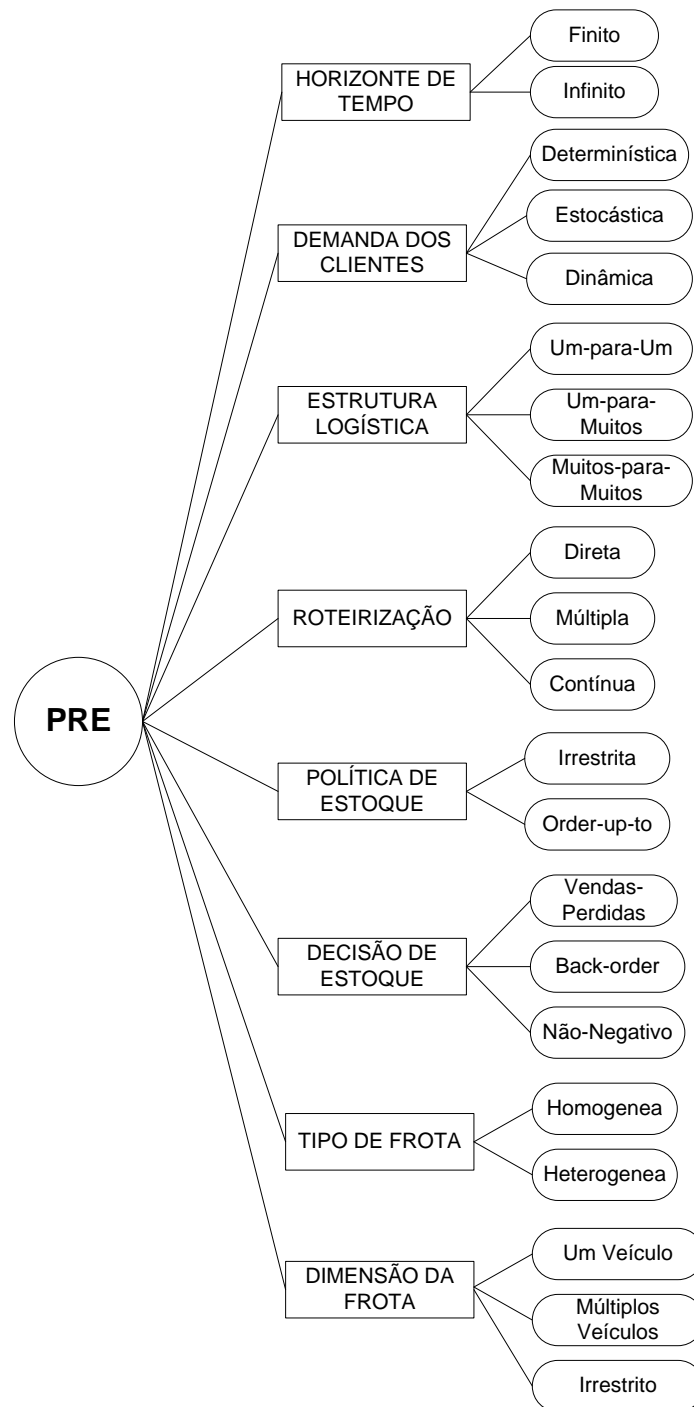 Finito
HORIZONTE DE
TEMPO
Infinito
Determinística
DEMANDA DOS
CLIENTES
Estocástica
Dinâmica
Um-para-Um
ESTRUTURA
LOGÍSTICA
Um-para-
Muitos
Muitos-para-
Muitos
Direta
ROTEIRIZAÇÃO
Múltipla
Contínua
PRE
Irrestrita
POLÍTICA DE
ESTOQUE
Order-up-to
Vendas-
Perdidas
DECISÃO DE
ESTOQUE
Back-order
Não-Negativo
Homogenea
TIPO DE FROTA
Heterogenea
Um Veículo
DIMENSÃO DA
FROTA
Múltiplos
Veículos
Irrestrito